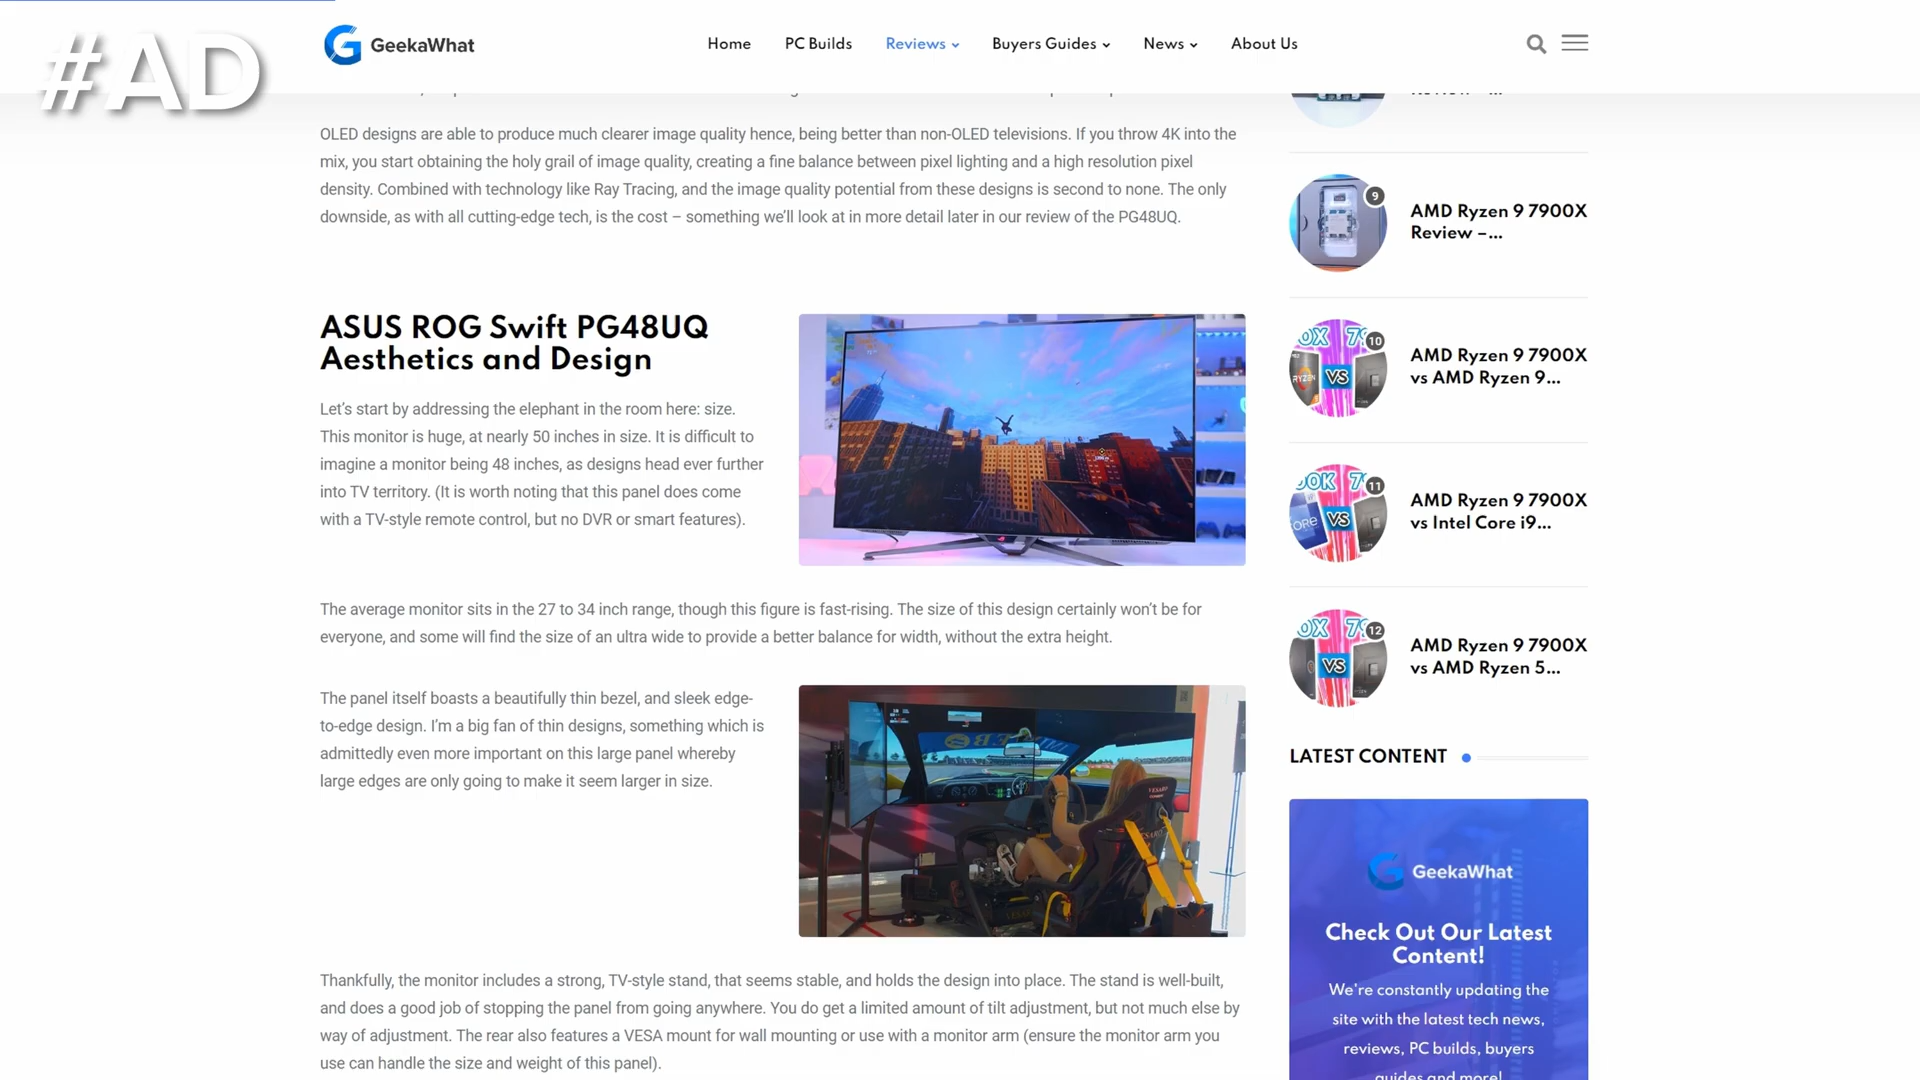 #AD
GeekaWhat
Home
PC Builds
Reviews
Buyers Guides
News
About Us
OLED designs are able to produce much clearer image quality hence, being better than non-OLED televisions. If you throw 4K into the
mix, you start obtaining the holy grail of image quality, creating a fine balance between pixel lighting and a high resolution pixel
density. Combined with technology like Ray Tracing, and the image quality potential from these designs is second to none. The only
downside, as with all cutting-edge tech, is the cost – something we’ll look at in more detail later in our review of the PG48UQ.
ASUS ROG Swift PG48UQ
Aesthetics and Design
Let’s start by addressing the elephant in the room here: size.
This monitor is huge, at nearly 50 inches in size. It is difficult to
imagine a monitor being 48 inches, as designs head ever further
into TV territory. (It is worth noting that this panel does come
with a TV-style remote control, but no DVR or smart features).
The average monitor sits in the 27 to 34 inch range, though this figure is fast-rising. The size of this design certainly won’t be for
everyone, and some will find the size of an ultra wide to provide a better balance for width, without the extra height.
The panel itself boasts a beautifully thin bezel, and sleek edge-
to-edge design. I’m a big fan of thin designs, something which is
admittedly even more important on this large panel whereby
large edges are only going to make it seem larger in size.
Thankfully, the monitor includes a strong, TV-style stand, that seems stable, and holds the design into place. The stand is well-built,
and does a good job of stopping the panel from going anywhere. You do get a limited amount of tilt adjustment, but not much else by
way of adjustment. The rear also features a VESA mount for wall mounting or use with a monitor arm (ensure the monitor arm you
use can handle the size and weight of this panel).
9
AMD Ryzen 9 7900X
Review –...
10
VS
RYZEN
AMD Ryzen 9 7900X
vs AMD Ryzen 9...
11
VS
AMD Ryzen 9 7900X
vs Intel Core i9...
12
VS
AMD Ryzen 9 7900X
vs AMD Ryzen 5...
LATEST CONTENT
GeekaWhat
Check Out Our Latest
Content!
We're constantly updating the
site with the latest tech news,
reviews, PC builds, buyers
guides and more!